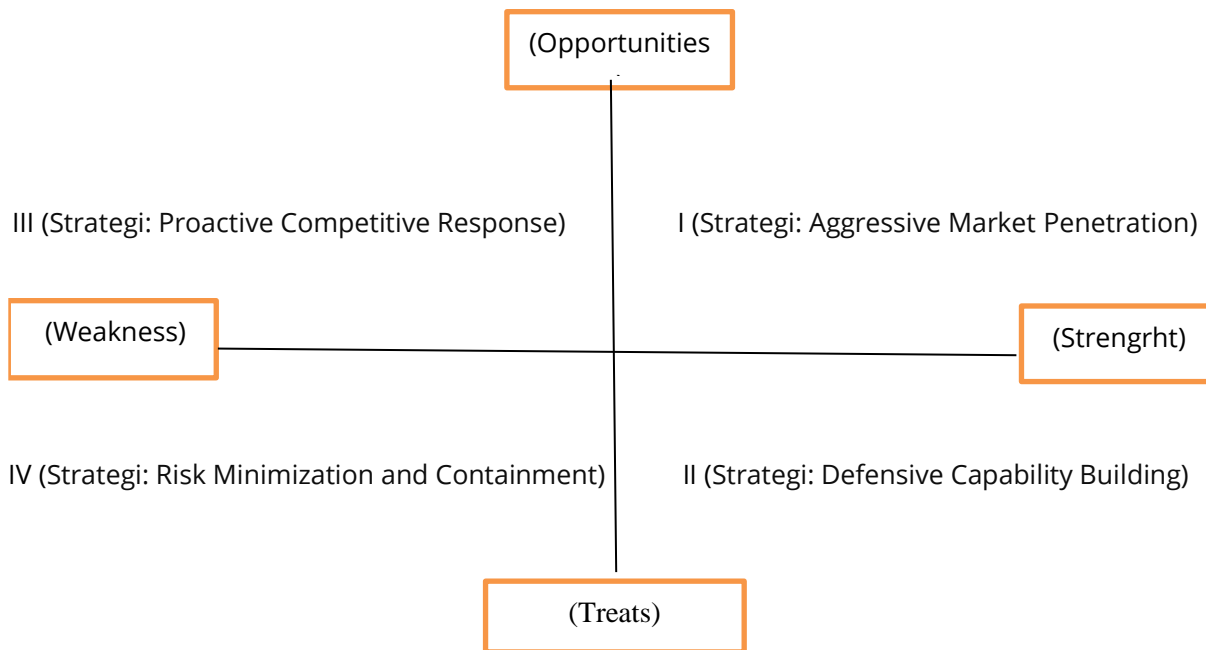 (Opportunities
III (Strategi: Proactive Competitive Response)
I (Strategi: Aggressive Market Penetration)
(Weakness)
(Strengrht)
IV (Strategi: Risk Minimization and Containment)
II (Strategi: Defensive Capability Building)
(Treats)